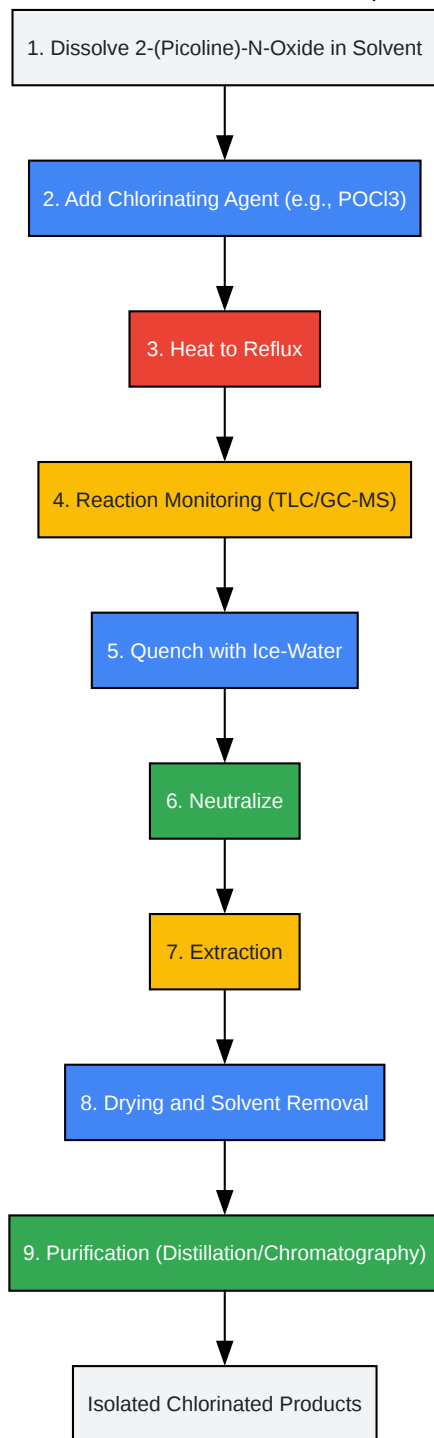 1. Dissolve 2-(Picoline)-N-Oxide in Solvent
2. Add Chlorinating Agent (e.g., POCl3)
3. Heat to Reflux
4. Reaction Monitoring (TLC/GC-MS)
5. Quench with Ice-Water
6. Neutralize
7. Extraction
8. Drying and Solvent Removal
9. Purification (Distillation/Chromatography)
Isolated Chlorinated Products